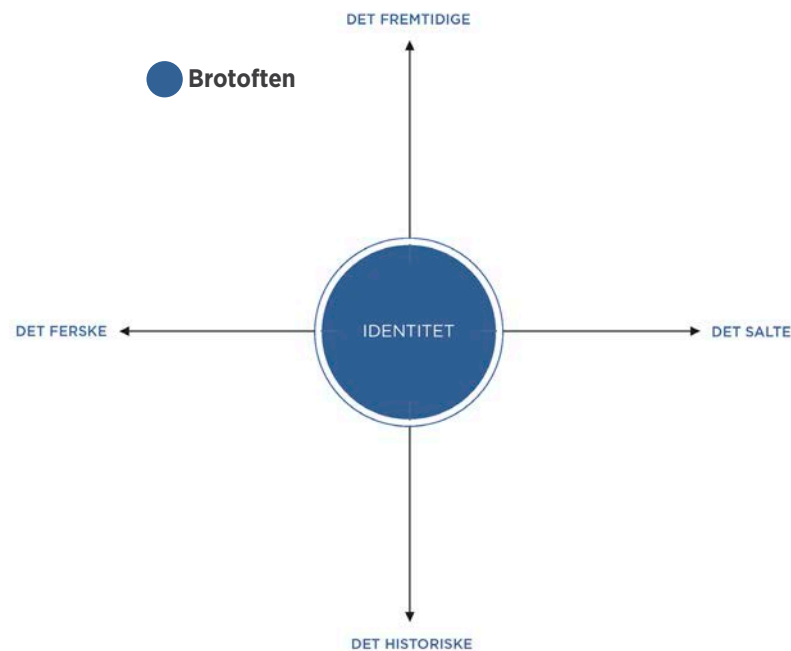 DET FREMTIDIGE
Brotoften
IDENTITET
DET FERSKE
DET SALTE
DET HISTORISKE